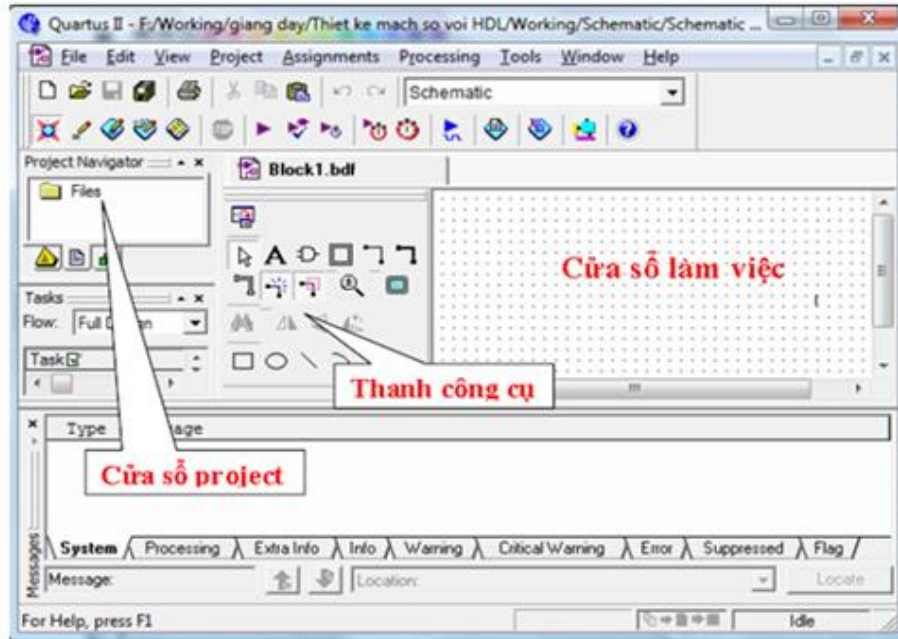 Quartus II - F:/Working/giang day/Thiet ke mach so voi HDL/Working/Schematic/Schematic ...
File Edit View Project Assignments Processing Tools Window Help
Schematic
Project Navigator
Files
Block1.bdf
Cửa sổ làm việc
Tasks
Flow: Full
Task
Thanh công cụ
Type
Cửa sổ project
System Processing Extra Info Info Warning Critical Warning Error Suppressed Flag
Messages
Message: Location: Locate
For Help, press F1 Idle